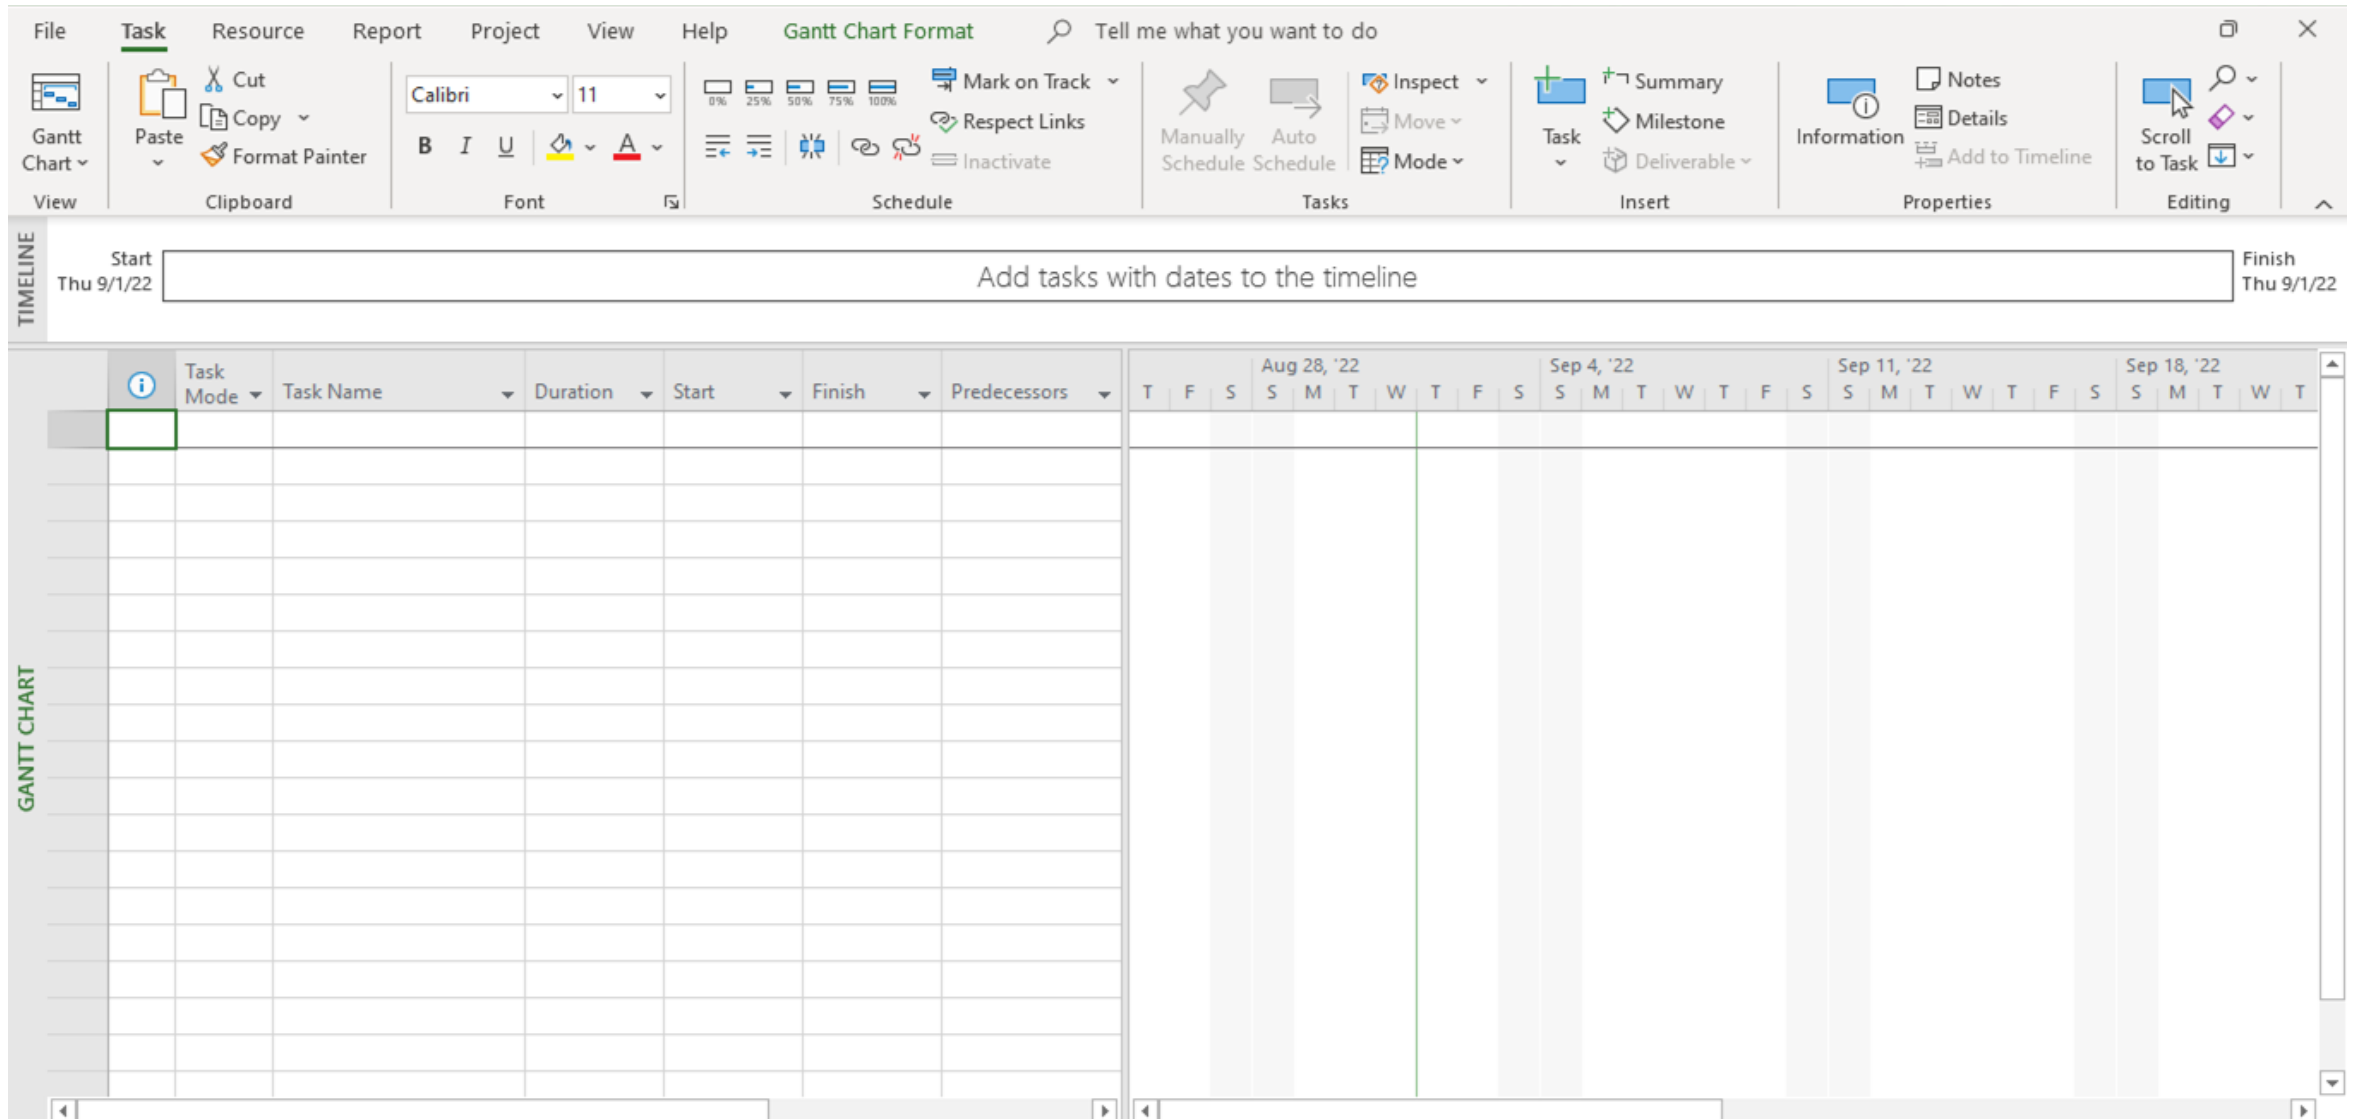 File Task Resource Report Project View Help Gantt Chart Format Tell me what you want to do
Gantt
Chart
View
Paste
Cut
Copy
Format Painter
Clipboard
Calibri 11
B I U A
Font
0% 25% 50% 75% 100%
Mark on Track
Respect Links
Inactivate
Schedule
Manually
Schedule
Auto
Schedule
Inspect
Move
Mode
Tasks
Task
Summary
Milestone
Deliverable
Insert
Information
Notes
Details
Add to Timeline
Properties
Scroll
to Task
Editing
TIMELINE
Start
Thu 9/1/22
Add tasks with dates to the timeline
Finish
Thu 9/1/22
GANTT CHART
Task
Mode
Task Name
Duration
Start
Finish
Predecessors
Aug 28, '22 Sep 4, '22 Sep 11, '22 Sep 18, '22
T F S S M T W T F S S M T W T F S S M T W T F S S M T W T